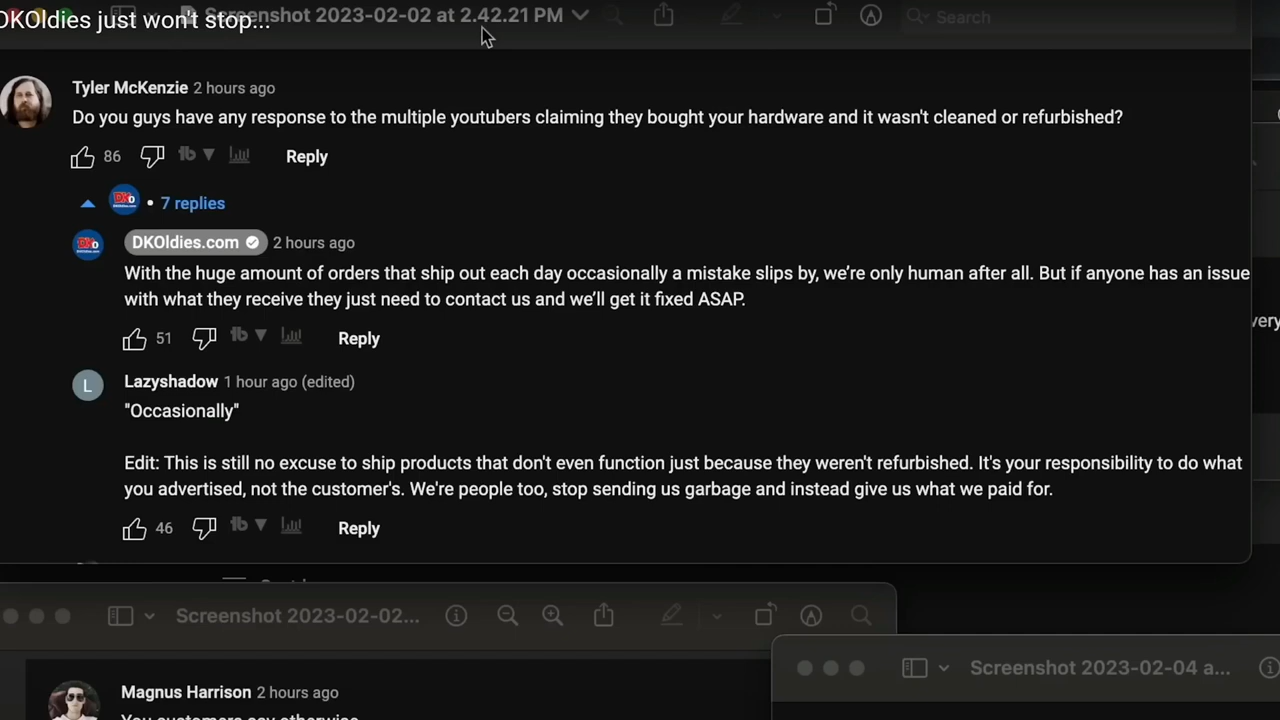 DKOldies just won't stop...
Screenshot 2023-02-02 at 2.42.21 PM
Search
Tyler McKenzie 2 hours ago
Do you guys have any response to the multiple youtubers claiming they bought your hardware and it wasn't cleaned or refurbished?
86
Reply
DKO
• 7 replies
DKO
DKOldies.com 2 hours ago
With the huge amount of orders that ship out each day occasionally a mistake slips by, we're only human after all. But if anyone has an issue
with what they receive they just need to contact us and we'll get it fixed ASAP.
51
Reply
L
Lazyshadow 1 hour ago (edited)
"Occasionally"
Edit: This is still no excuse to ship products that don't even function just because they weren't refurbished. It's your responsibility to do what
you advertised, not the customer's. We're people too, stop sending us garbage and instead give us what we paid for.
46
Reply
Screenshot 2023-02-02...
Screenshot 2023-02-04 a...
Magnus Harrison 2 hours ago